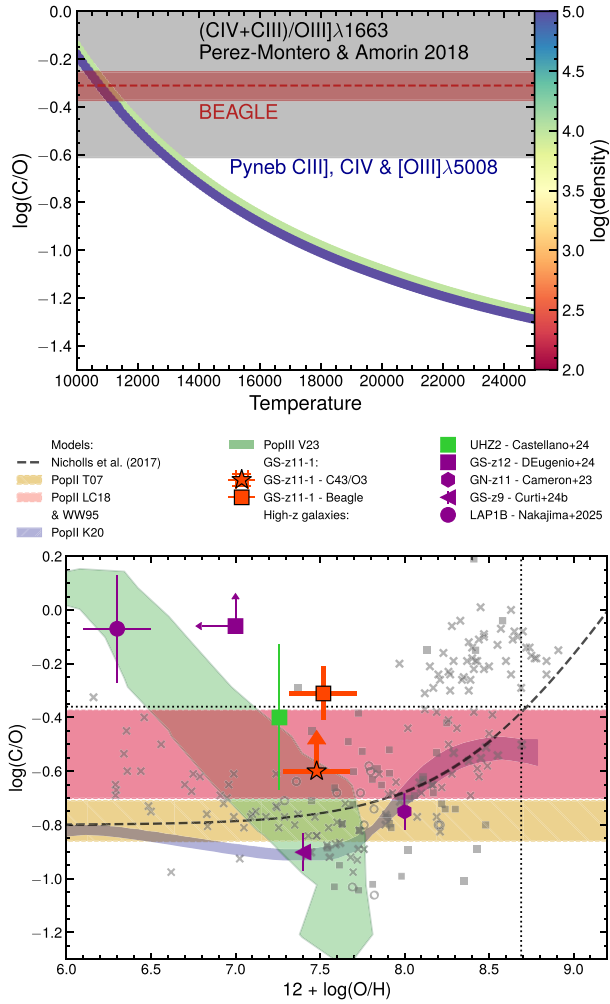 (CIV+CIII)/OIII]λ1663
Perez-Montero & Amorin 2018
BEAGLE
Pyneb CIII], CIV & [OIII]λ5008
0.0
−0.2
−0.4
−0.6
−0.8
−1.0
−1.2
−1.4
log(C/O)
10000 12000 14000 16000 18000 20000 22000 24000
Temperature
5.0
4.5
4.0
3.5
3.0
2.5
2.0
log(density)
Models:
Nicholls et al. (2017)
PopII T07
PopII LC18
& WW95
PopII K20
PopIII V23
GS-z11-1:
GS-z11-1 - C43/O3
GS-z11-1 - Beagle
High-z galaxies:
UHZ2 - Castellano+24
GS-z12 - DEugenio+24
GN-z11 - Cameron+23
GS-z9 - Curti+24b
LAP1B - Nakajima+2025
0.2
0.0
−0.2
−0.4
−0.6
−0.8
−1.0
−1.2
log(C/O)
6.0 6.5 7.0 7.5 8.0 8.5 9.0
12 + log(O/H)